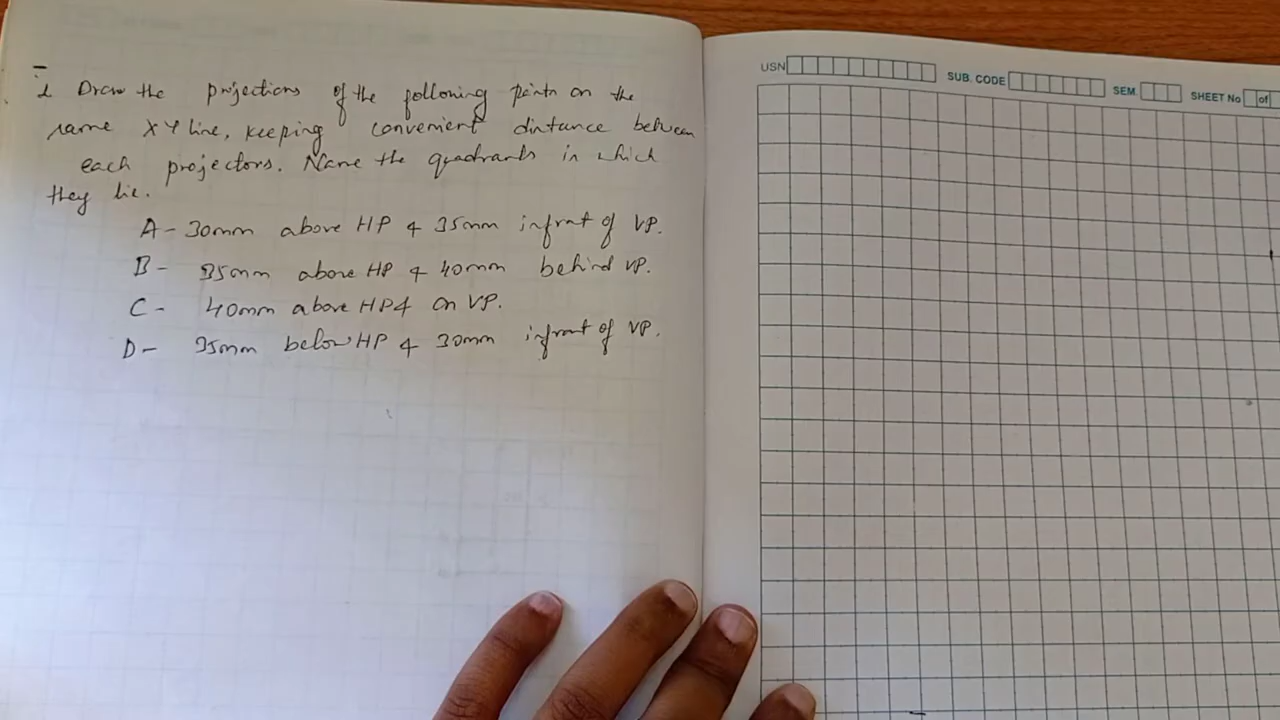 1 Draw the projections of the following points on the
same XY line, keeping convenient distance between
each projectors. Name the quadrants in which
they lie.
A - 30mm above HP & 35mm infront of VP.
B - 35mm above HP & 40mm behind VP.
C - 40mm above HP & on VP.
D - 35mm below HP & 30mm infront of VP.
USN SUB. CODE SEM. SHEET No of